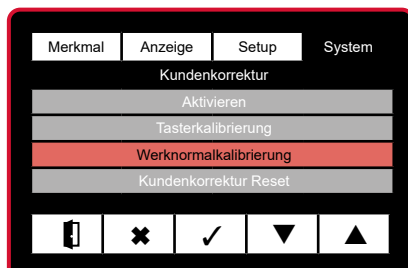 Merkmal Anzeige Setup System
Kundenkorrektur
Aktivieren
Tasterkalibrierung
Werknormalkalibrierung
Kundenkorrektur Reset